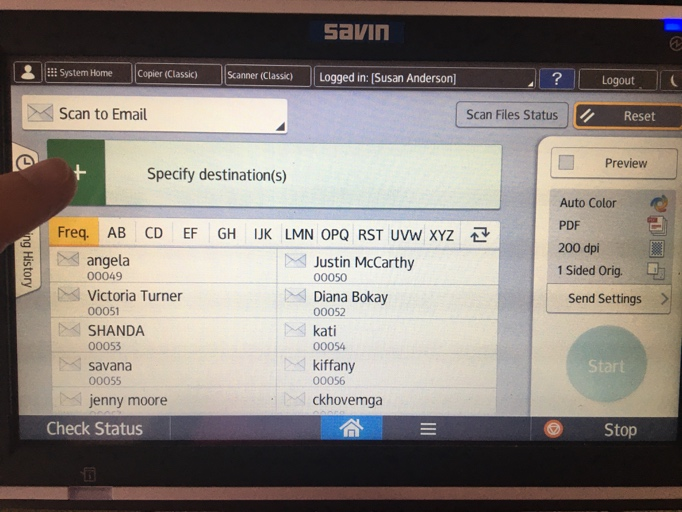 SAVIN
System Home
Copier (Classic)
Scanner (Classic)
Logged in: [Susan Anderson]
?
Logout
Scan to Email
Scan Files Status
Reset
+
Specify destination(s)
Preview
Freq. AB CD EF GH IJK LMN OPQ RST UVW XYZ
ing History
angela
00049
Justin McCarthy
00050
Victoria Turner
00051
Diana Bokay
00052
SHANDA
00053
kati
00054
savana
00055
kiffany
00056
jenny moore
ckhovemga
Auto Color
PDF
200 dpi
1 Sided Orig.
Send Settings
Start
Check Status
Stop